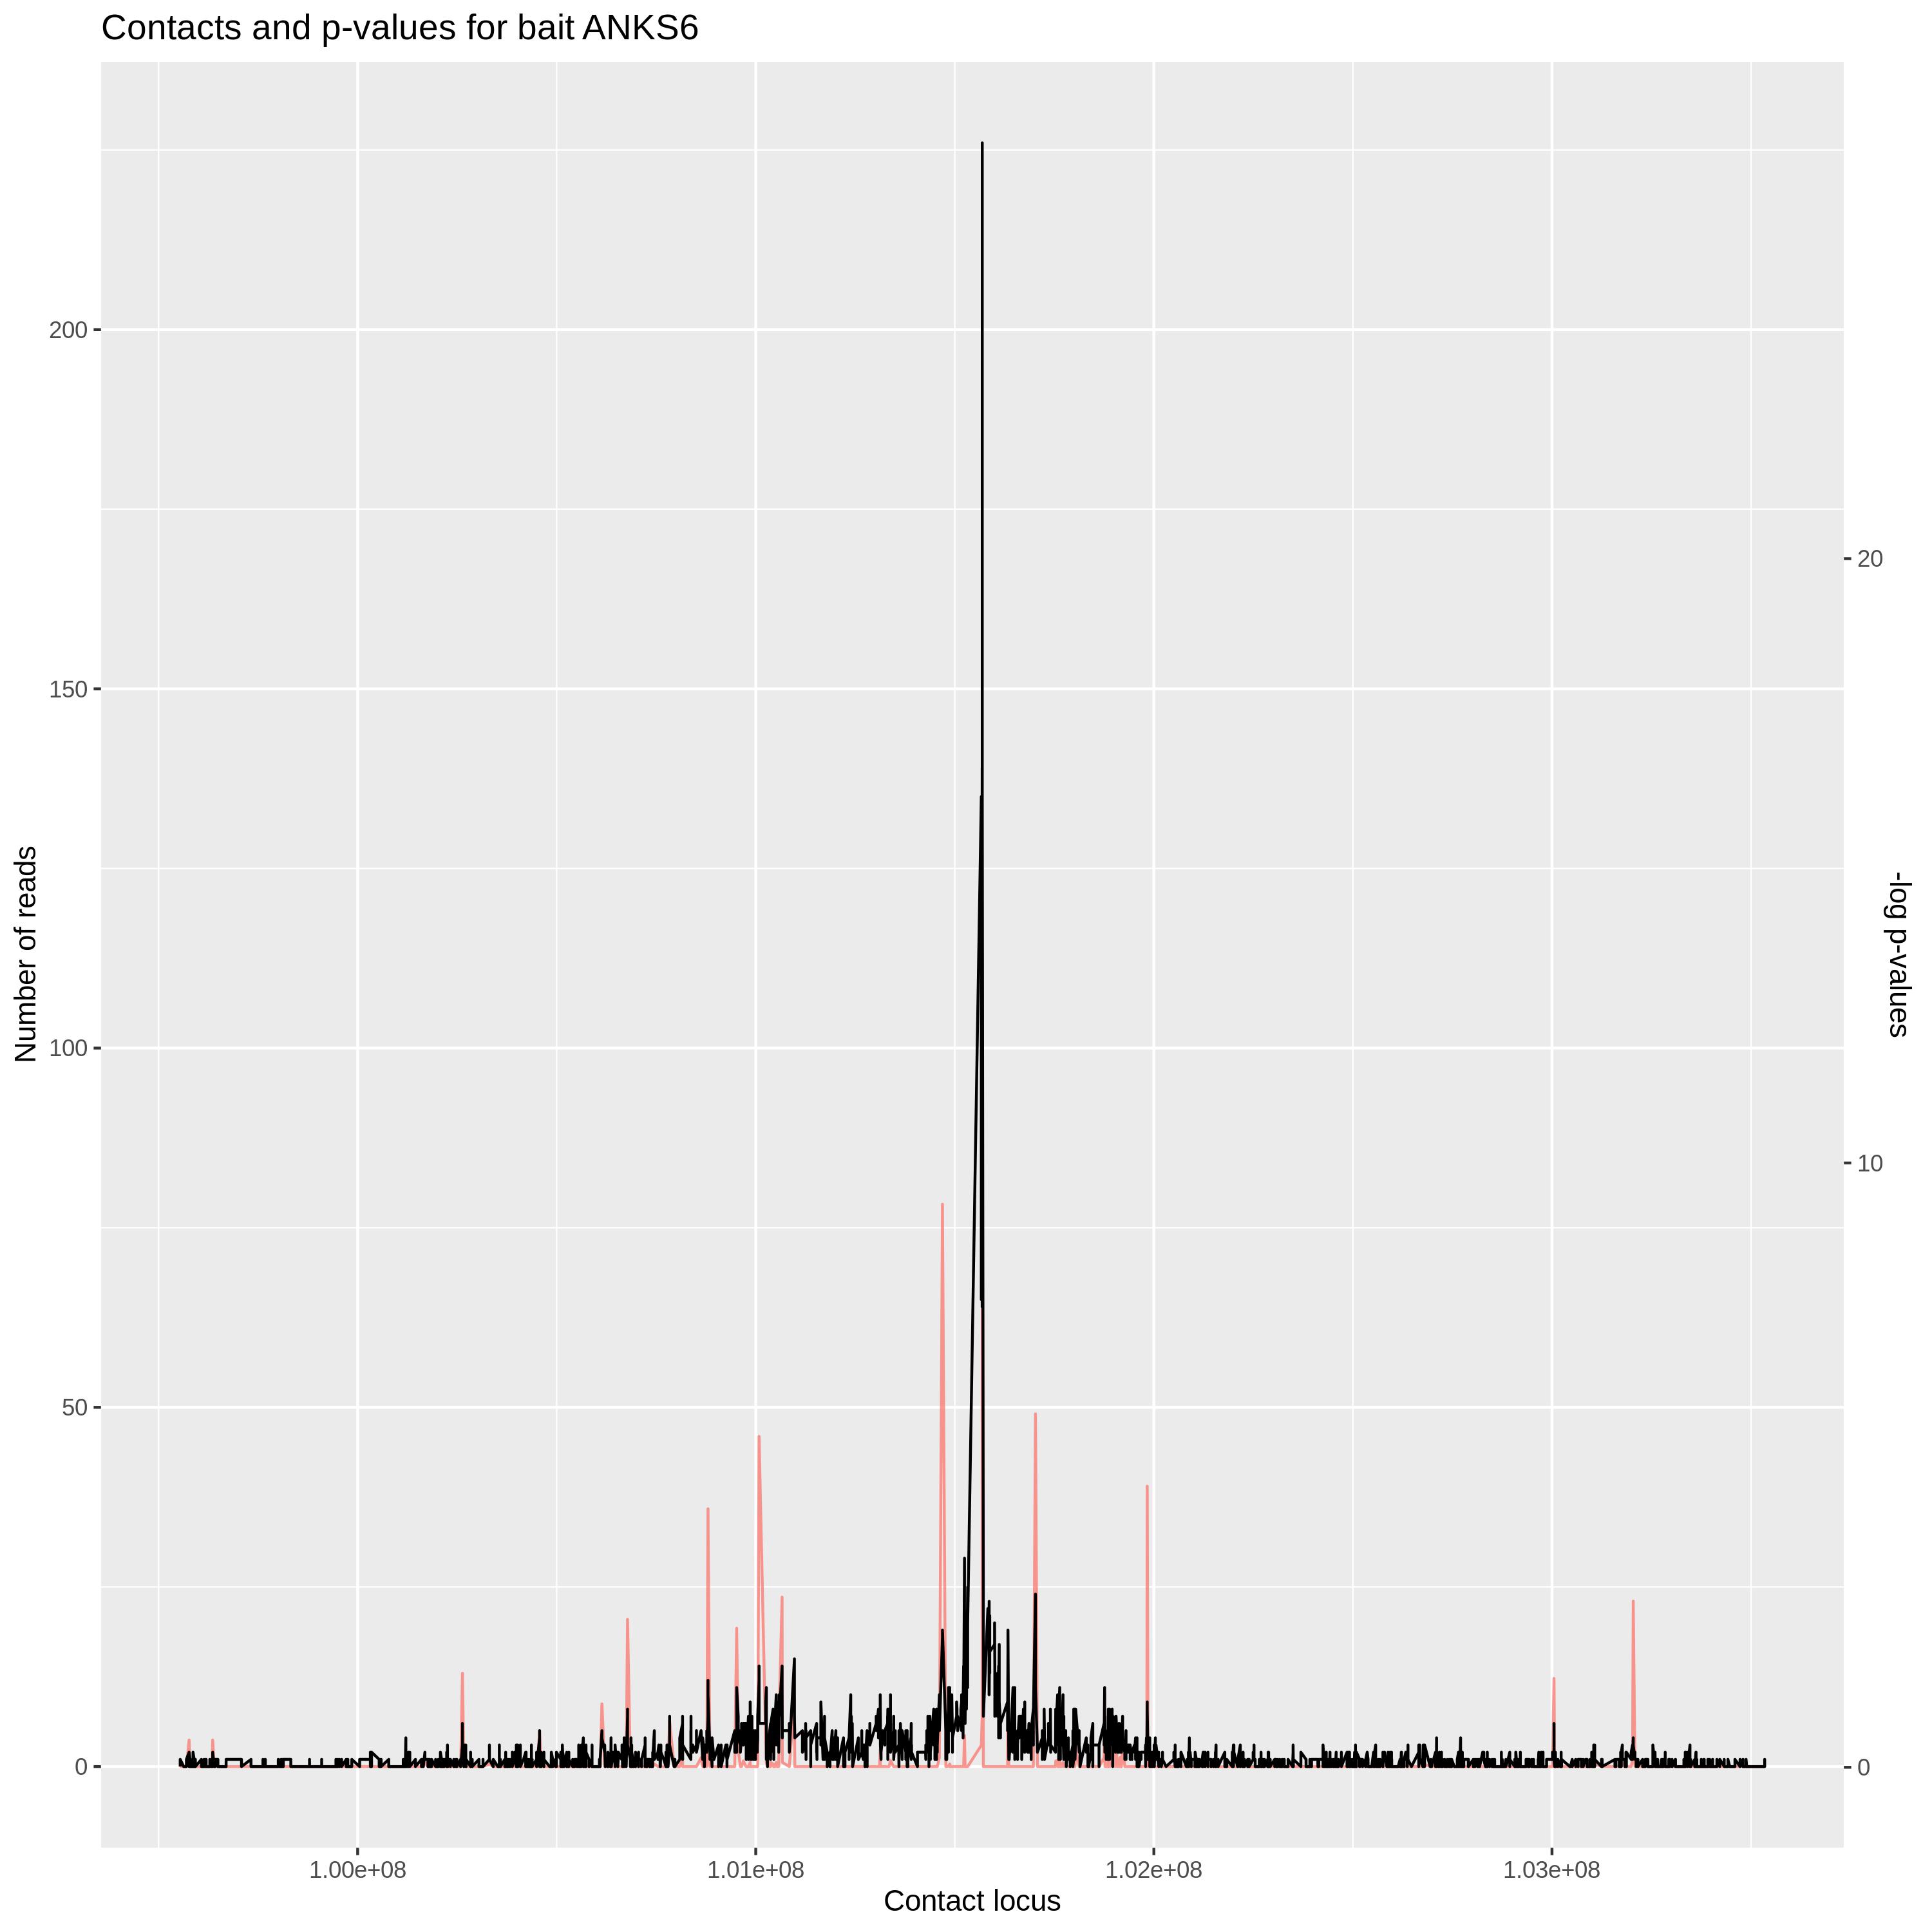 Contacts and p-values for bait ANKS6
Number of reads
200
150
100
50
0
-log p-values
20
10
0
1.00e+08
1.01e+08
1.02e+08
1.03e+08
Contact locus